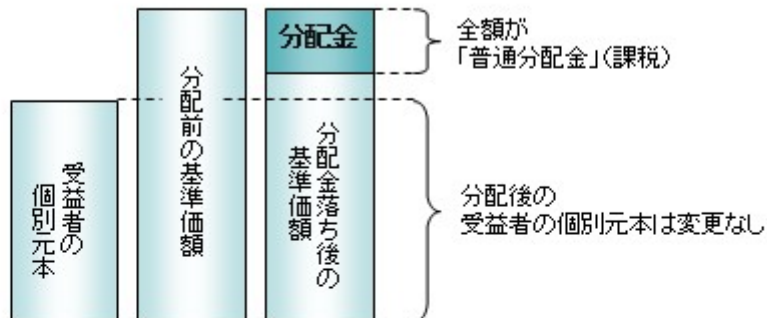 受益者の
個別元本
分配前の基準価額
分配金
分配金落ち後の
基準価額
全額が
「普通分配金」(課税)
分配後の
受益者の個別元本は変更なし